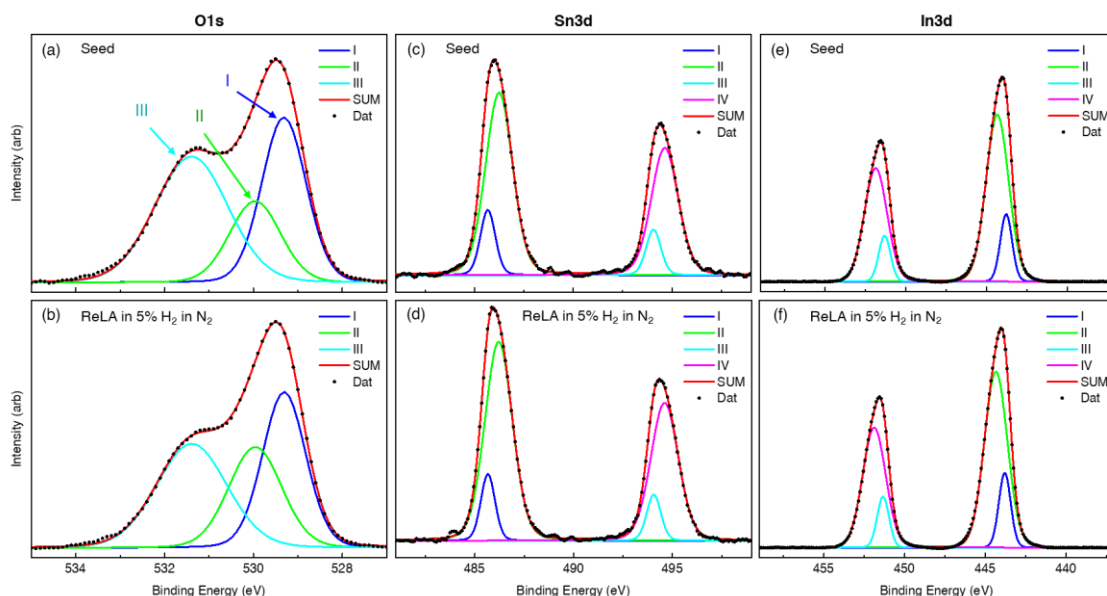 O1s
Sn3d
In3d
(a) Seed
I
II
III
SUM
Dat
I
II
III
(c) Seed
I
II
III
IV
SUM
Dat
(e) Seed
I
II
III
IV
SUM
Dat
Intensity (arb)
(b) ReLA in 5% H₂ in N₂
I
II
III
SUM
Dat
(d) ReLA in 5% H₂ in N₂
I
II
III
IV
SUM
Dat
(f) ReLA in 5% H₂ in N₂
I
II
III
IV
SUM
Dat
Intensity (arb)
534 532 530 528
485 490 495
455 450 445 440
Binding Energy (eV)
Binding Energy (eV)
Binding Energy (eV)